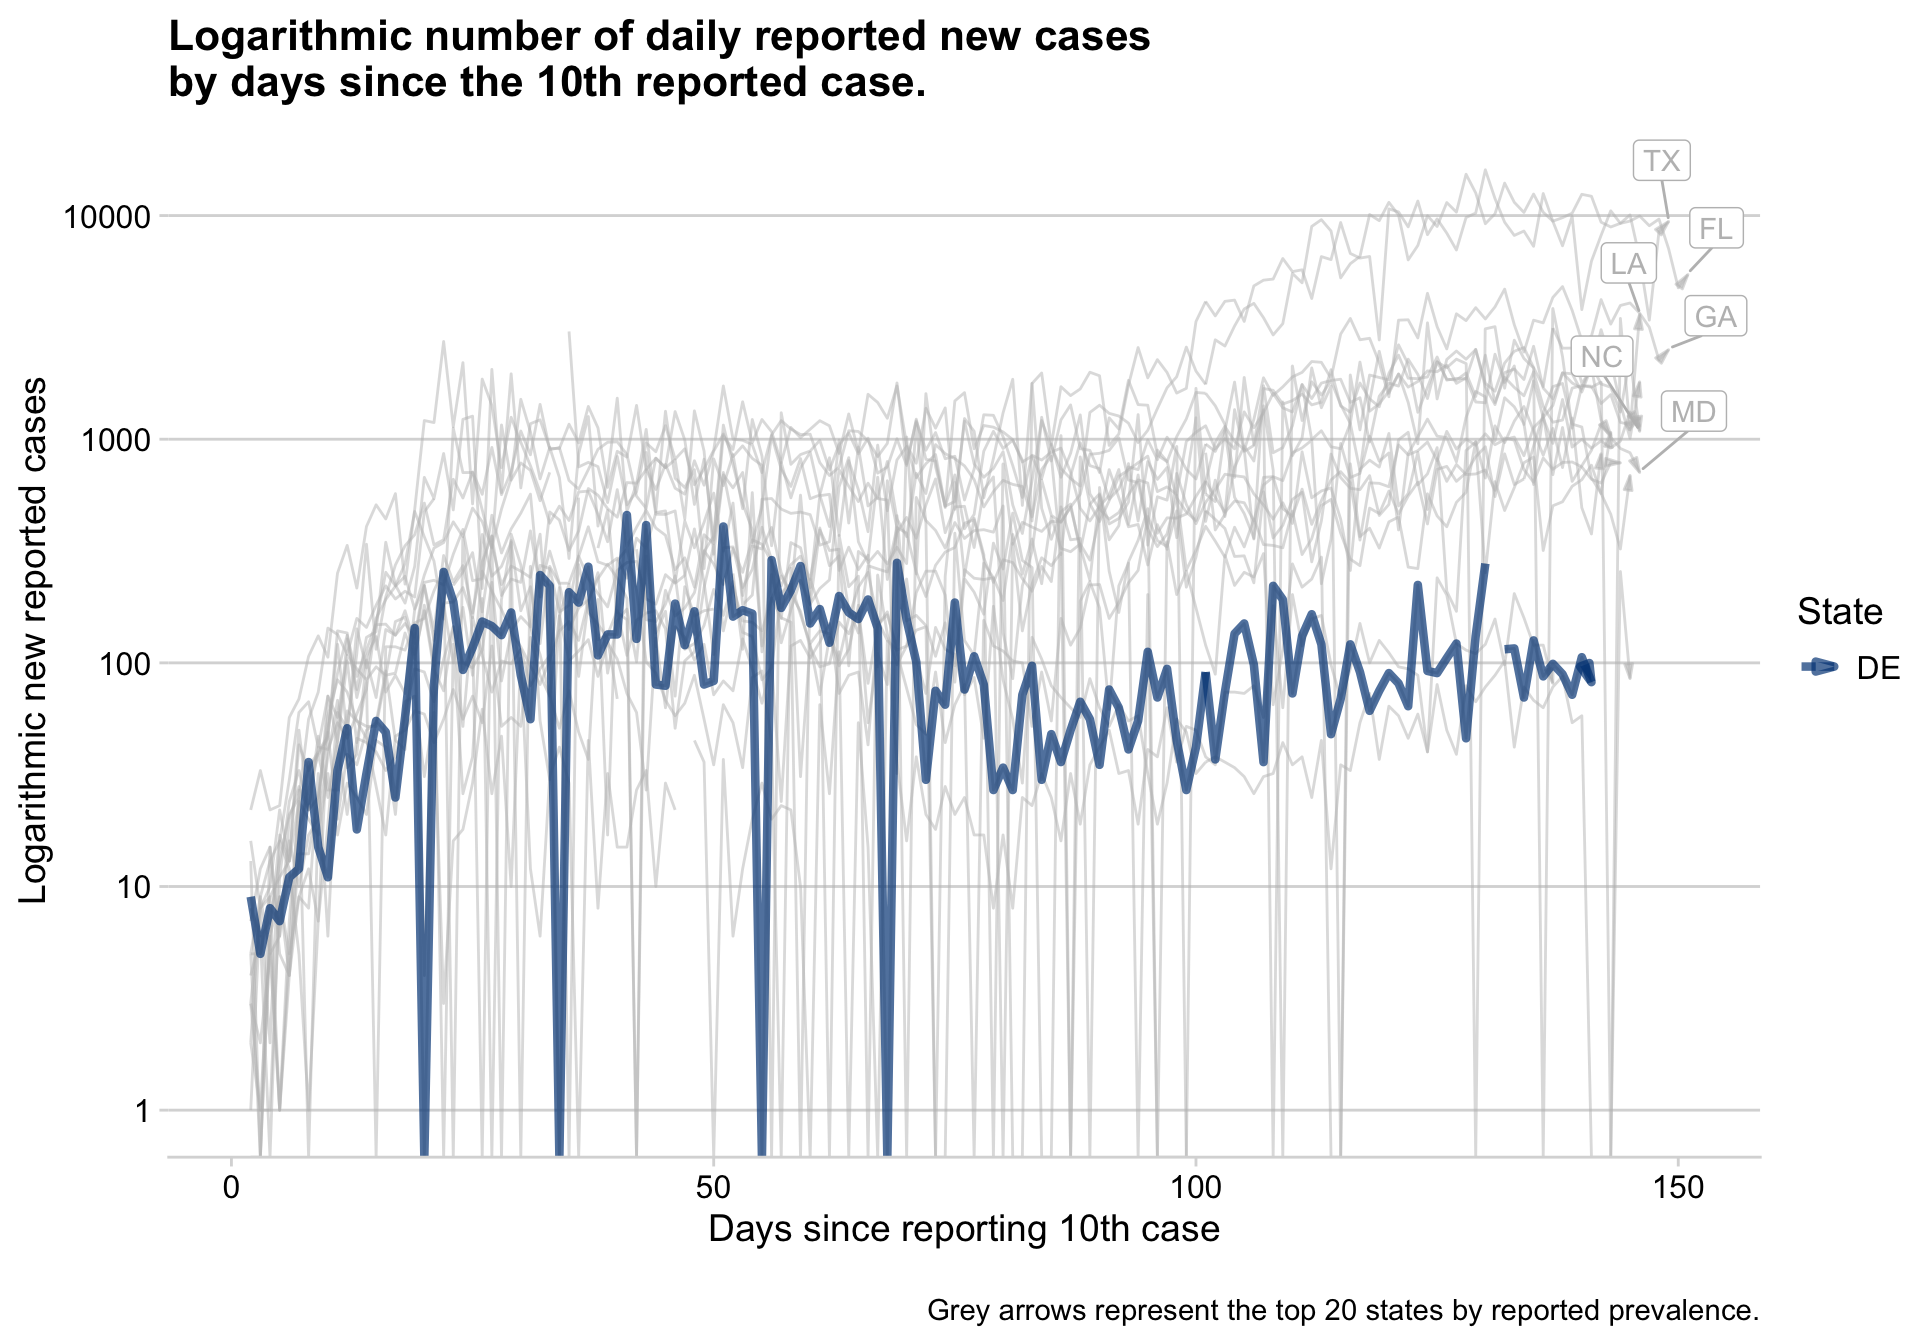 Logarithmic number of daily reported new cases
by days since the 10th reported case.
TX
10000
FL
LA
GA
NC
MD
1000
100
10
1
Logarithmic new reported cases
State
DE
0
50
100
150
Days since reporting 10th case
Grey arrows represent the top 20 states by reported prevalence.